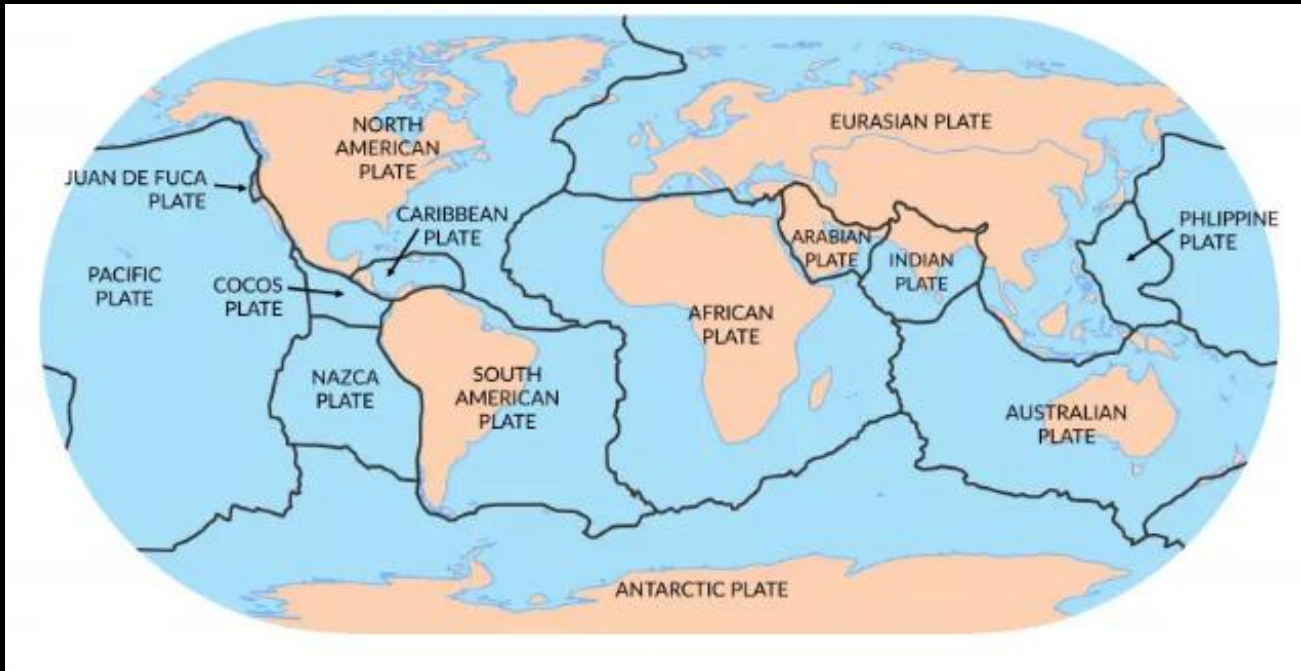 NORTH
AMERICAN
PLATE
EURASIAN PLATE
JUAN DE FUCA
PLATE
CARIBBEAN
PLATE
PHLIPPINE
PLATE
ARABIAN
PLATE
INDIAN
PLATE
PACIFIC
PLATE
COCOS
PLATE
AFRICAN
PLATE
NAZCA
PLATE
SOUTH
AMERICAN
PLATE
AUSTRALIAN
PLATE
ANTARCTIC PLATE